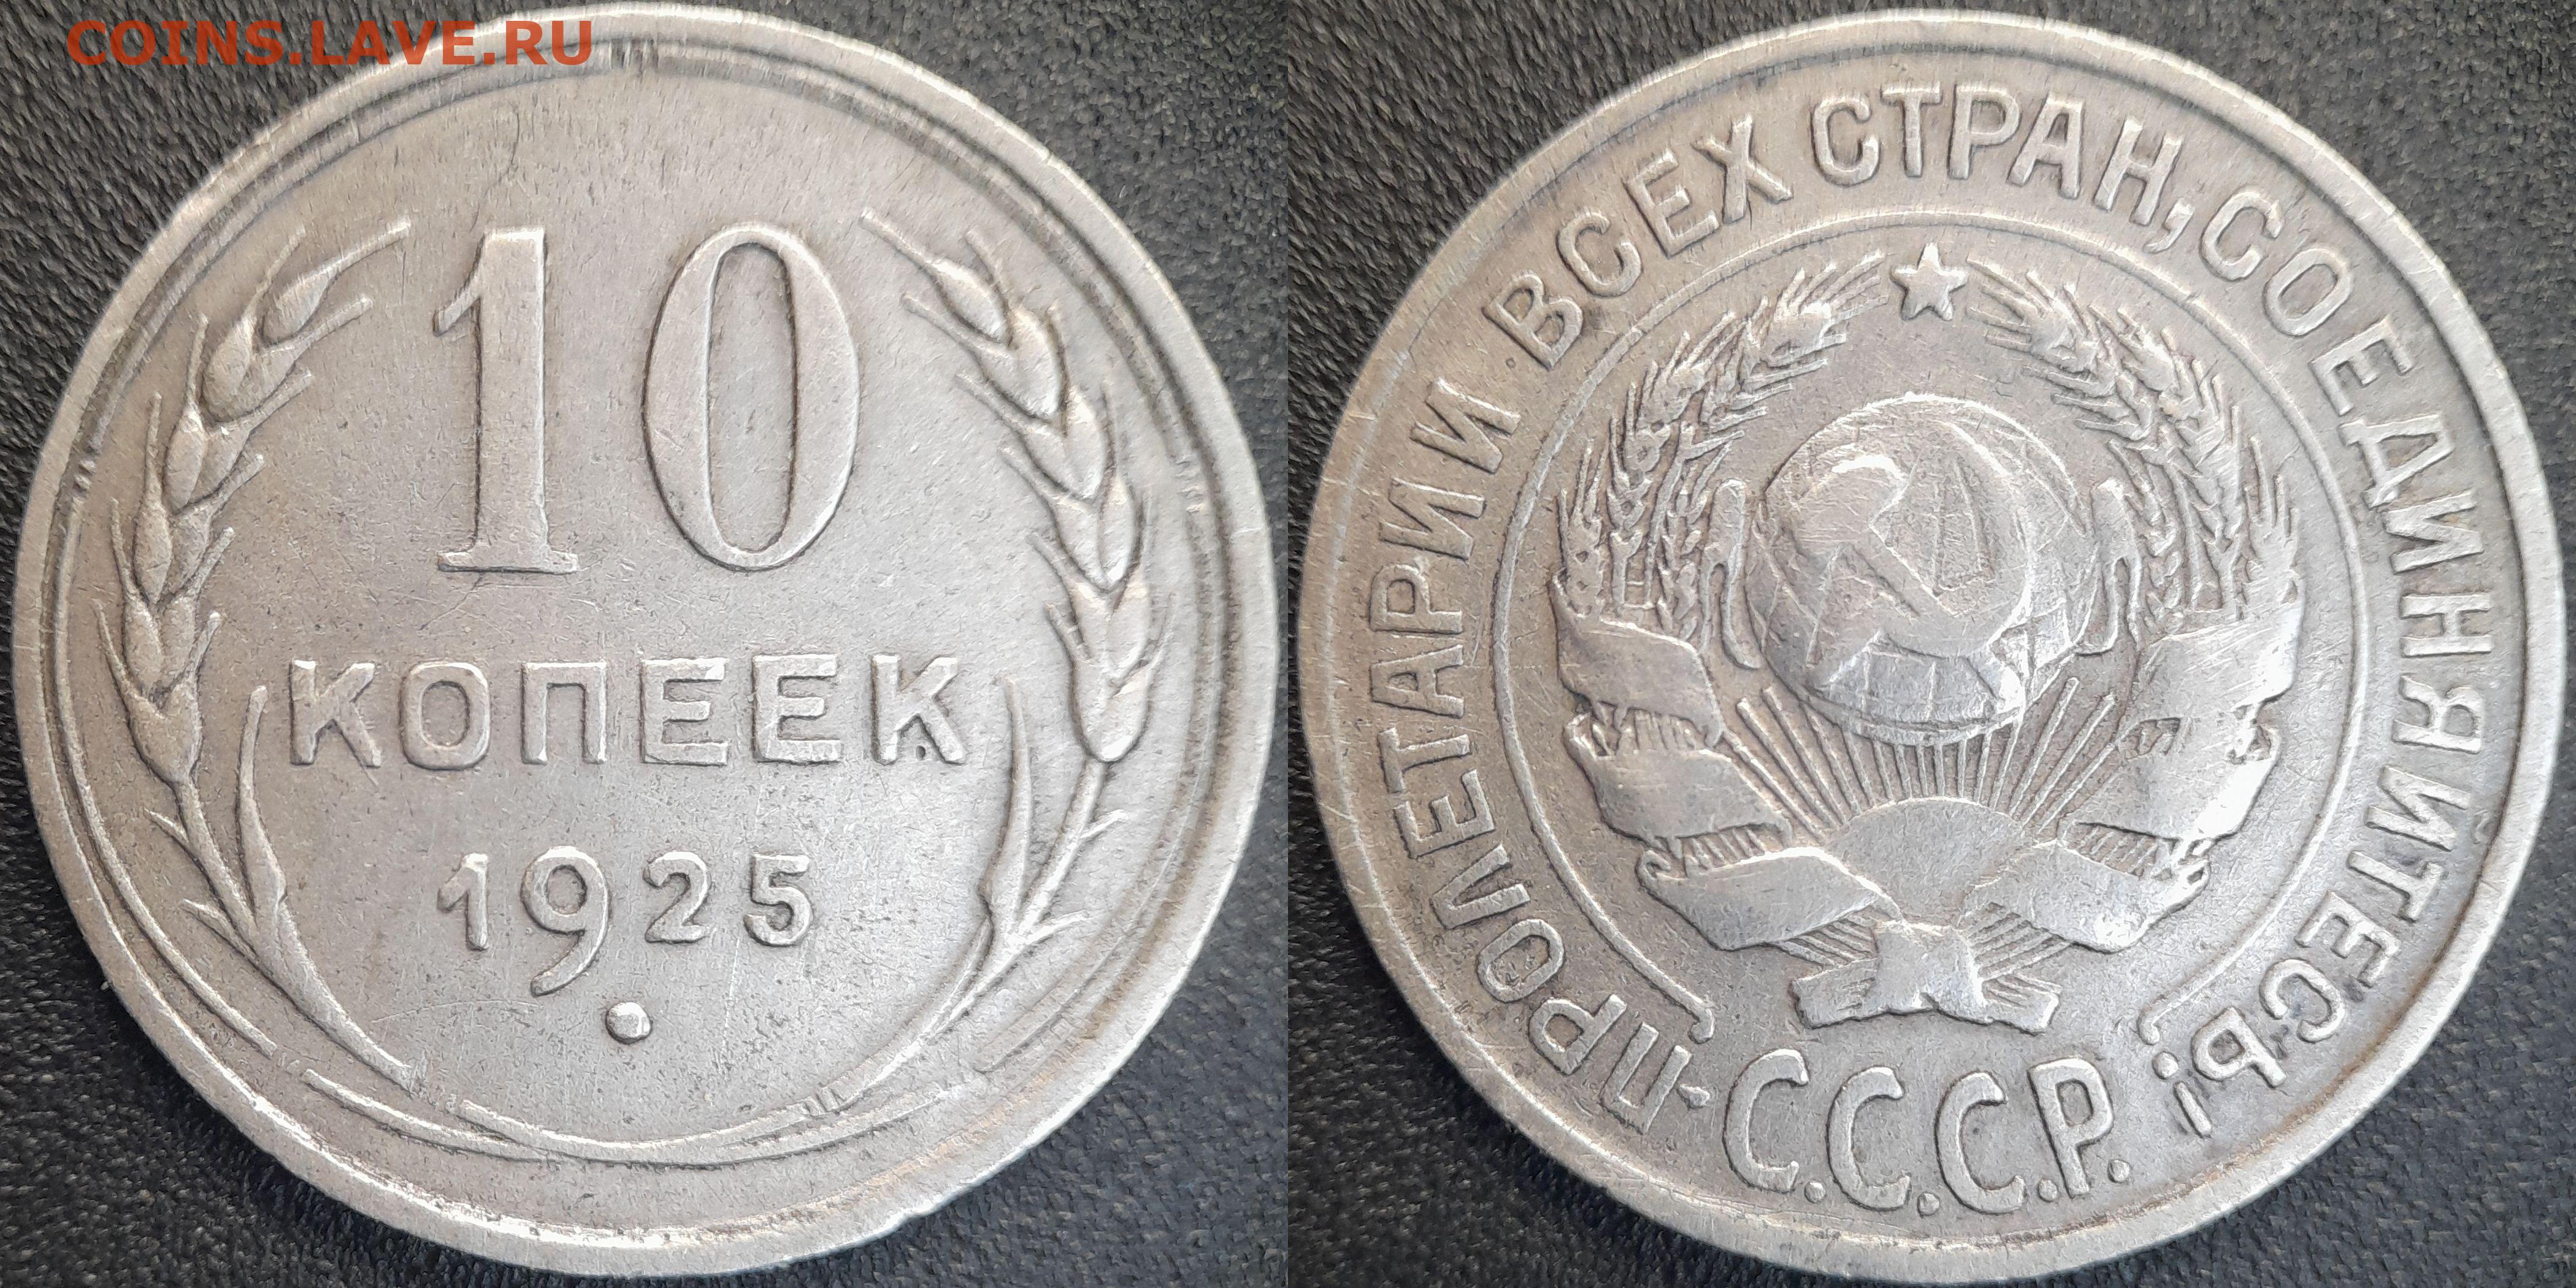 COINS.LAVE.RU
10
КОПЕЕК
1925
ПРОЛЕТАРИИ ВСЕХ СТРАН, СОЕДИНЯЙТЕСЬ!
С.С.С.Р.